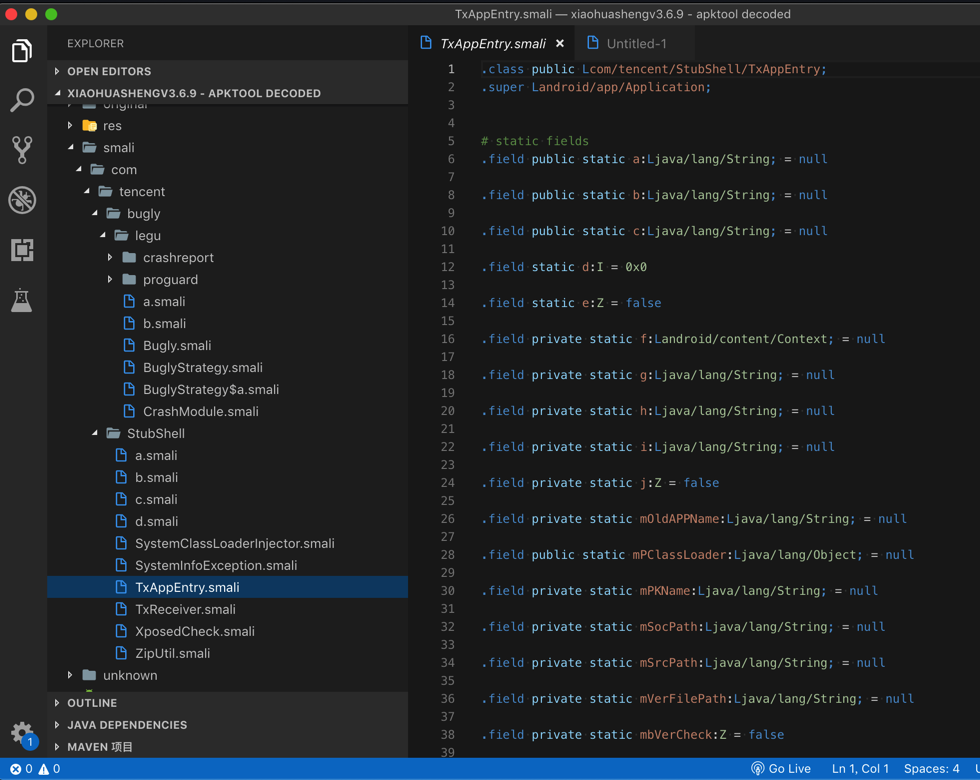 TxAppEntry.smali — xiaohuashengv3.6.9 - apktool decoded
EXPLORER
OPEN EDITORS
XIAOHUASHENGV3.6.9 - APKTOOL DECODED
original
res
smali
com
tencent
bugly
legu
crashreport
proguard
a.smali
b.smali
Bugly.smali
BuglyStrategy.smali
BuglyStrategy$a.smali
CrashModule.smali
StubShell
a.smali
b.smali
c.smali
d.smali
SystemClassLoaderInjector.smali
SystemInfoException.smali
TxAppEntry.smali
TxReceiver.smali
XposedCheck.smali
ZipUtil.smali
unknown
OUTLINE
JAVA DEPENDENCIES
MAVEN 项目
1
TxAppEntry.smali × Untitled-1
1 .class public Lcom/tencent/StubShell/TxAppEntry;
2 .super Landroid/app/Application;
3
4
5 # static fields
6 .field public static a:Ljava/lang/String; = null
7
8 .field public static b:Ljava/lang/String; = null
9
10 .field public static c:Ljava/lang/String; = null
11
12 .field static d:I = 0x0
13
14 .field static e:Z = false
15
16 .field private static f:Landroid/content/Context; = null
17
18 .field private static g:Ljava/lang/String; = null
19
20 .field private static h:Ljava/lang/String; = null
21
22 .field private static i:Ljava/lang/String; = null
23
24 .field private static j:Z = false
25
26 .field private static mOldAPPName:Ljava/lang/String; = null
27
28 .field public static mPClassLoader:Ljava/lang/Object; = null
29
30 .field private static mPKName:Ljava/lang/String; = null
31
32 .field private static mSocPath:Ljava/lang/String; = null
33
34 .field private static mSrcPath:Ljava/lang/String; = null
35
36 .field private static mVerFilePath:Ljava/lang/String; = null
37
38 .field private static mbVerCheck:Z = false
39
0 0 Go Live Ln 1, Col 1 Spaces: 4